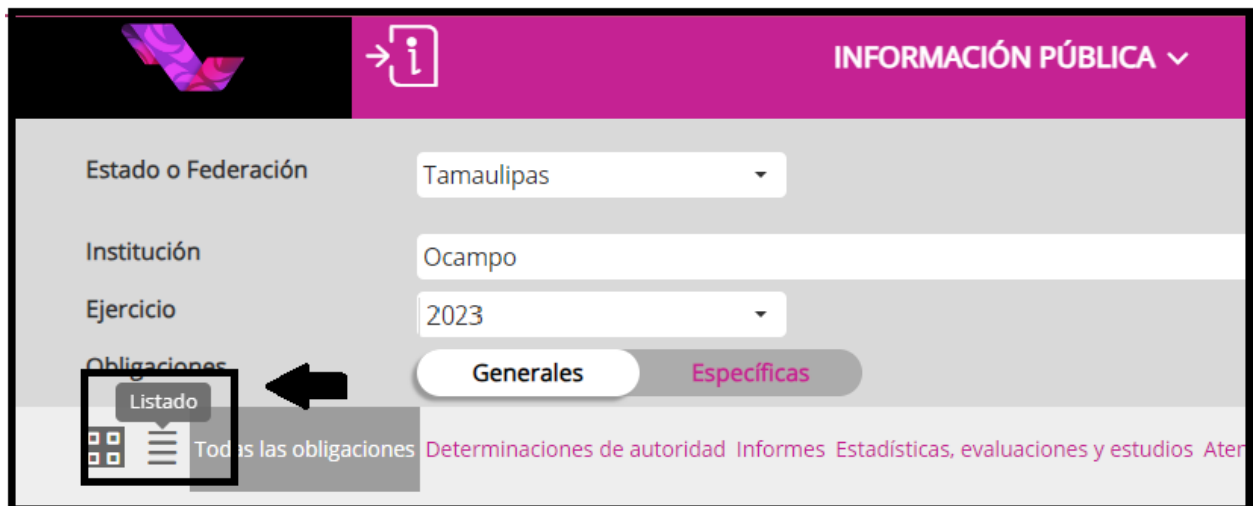 INFORMACIÓN PÚBLICA
Estado o Federación
Tamaulipas
Institución
Ocampo
Ejercicio
2023
Obligaciones
Generales
Específicas
Listado
Todas las obligaciones
Determinaciones de autoridad
Informes
Estadísticas, evaluaciones y estudios
Aten